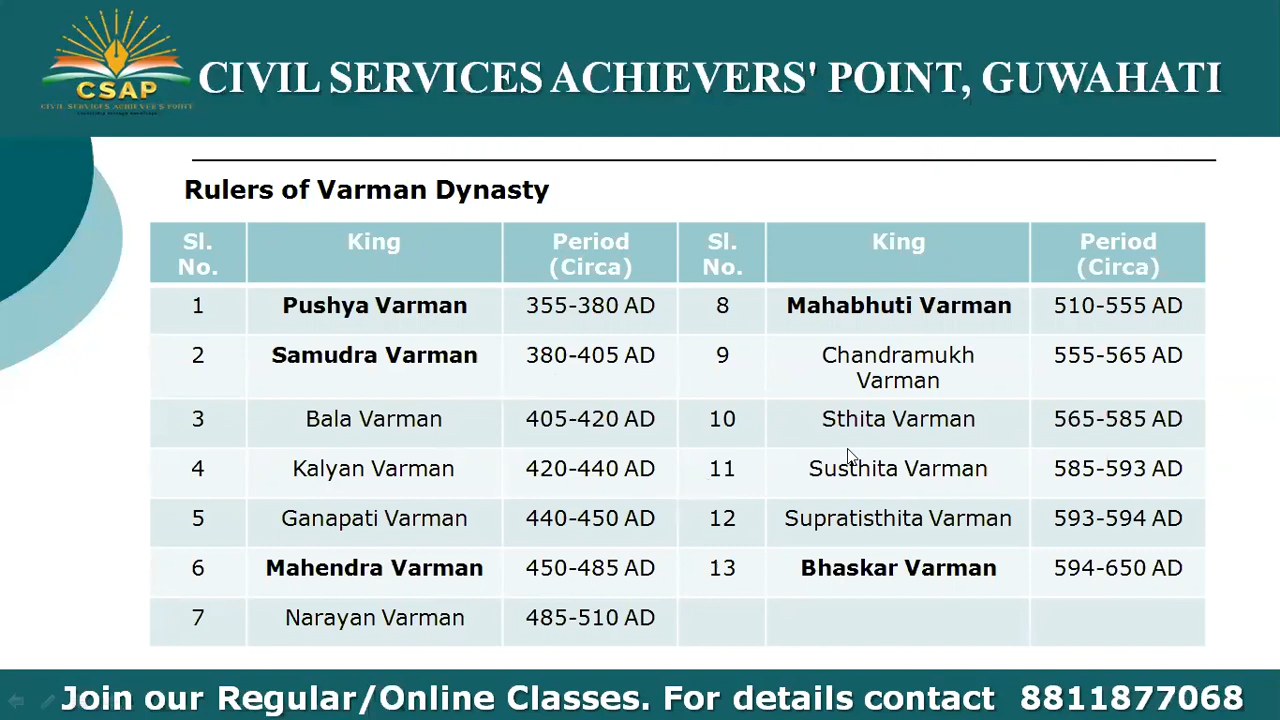 CSAP
CIVIL SERVICES ACHIEVER'S POINT
CIVIL SERVICES ACHIEVERS' POINT, GUWAHATI
Rulers of Varman Dynasty
Sl. No. King Period (Circa) Sl. No. King Period (Circa)
1 Pushya Varman 355-380 AD 8 Mahabhuti Varman 510-555 AD
2 Samudra Varman 380-405 AD 9 Chandramukh Varman 555-565 AD
3 Bala Varman 405-420 AD 10 Sthita Varman 565-585 AD
4 Kalyan Varman 420-440 AD 11 Susthita Varman 585-593 AD
5 Ganapati Varman 440-450 AD 12 Supratisthita Varman 593-594 AD
6 Mahendra Varman 450-485 AD 13 Bhaskar Varman 594-650 AD
7 Narayan Varman 485-510 AD
Join our Regular/Online Classes. For details contact 8811877068